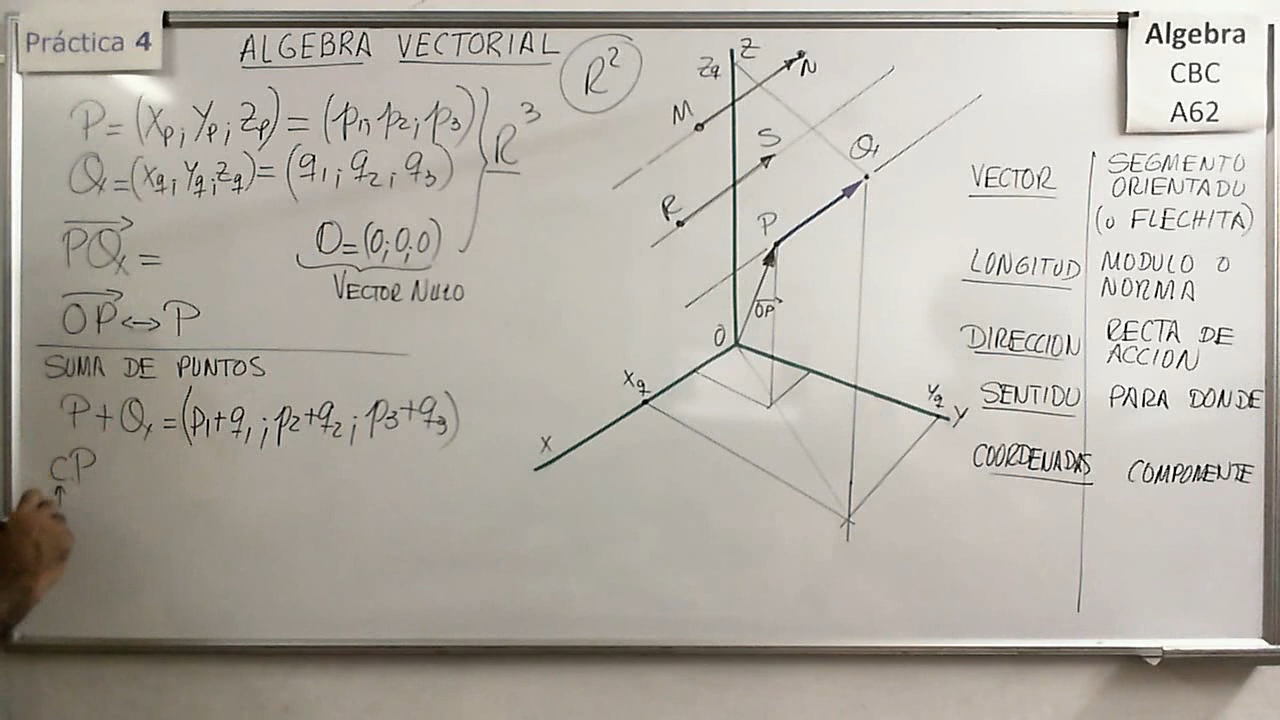 Práctica 4
ALGEBRA VECTORIAL
R²
P=(Xp; Yp; Zp)=(p1; p2; p3)
Q=(Xq; Yq; Zq)=(q1; q2; q3)
R³
PQ=
O=(0;0;0)
VECTOR NULO
OP↔P
SUMA DE PUNTOS
P+Q=(p1+q1; p2+q2; p3+q3)
cP
↑
Zq Z
N
M
S
R
Q
P
OP
O
Xq
X
Yq
Y
Algebra
CBC
A62
VECTOR SEGMENTO
ORIENTADO
(o FLECHITA)
LONGITUD MODULO O
NORMA
DIRECCION RECTA DE
ACCION
SENTIDO PARA DONDE
COORDENADAS COMPONENTE